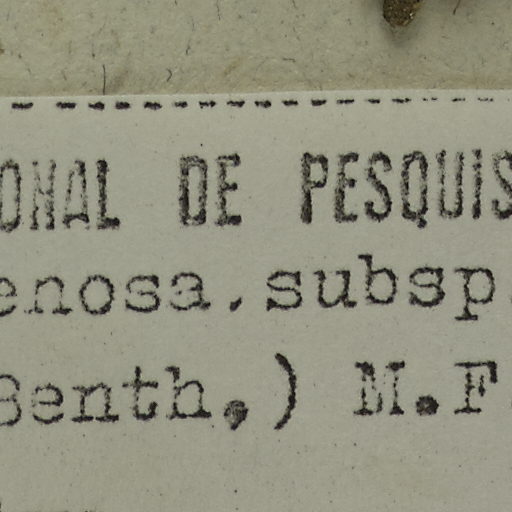 ONAL DE PESQUIS
enosa.subsp.
Benth.) M.F